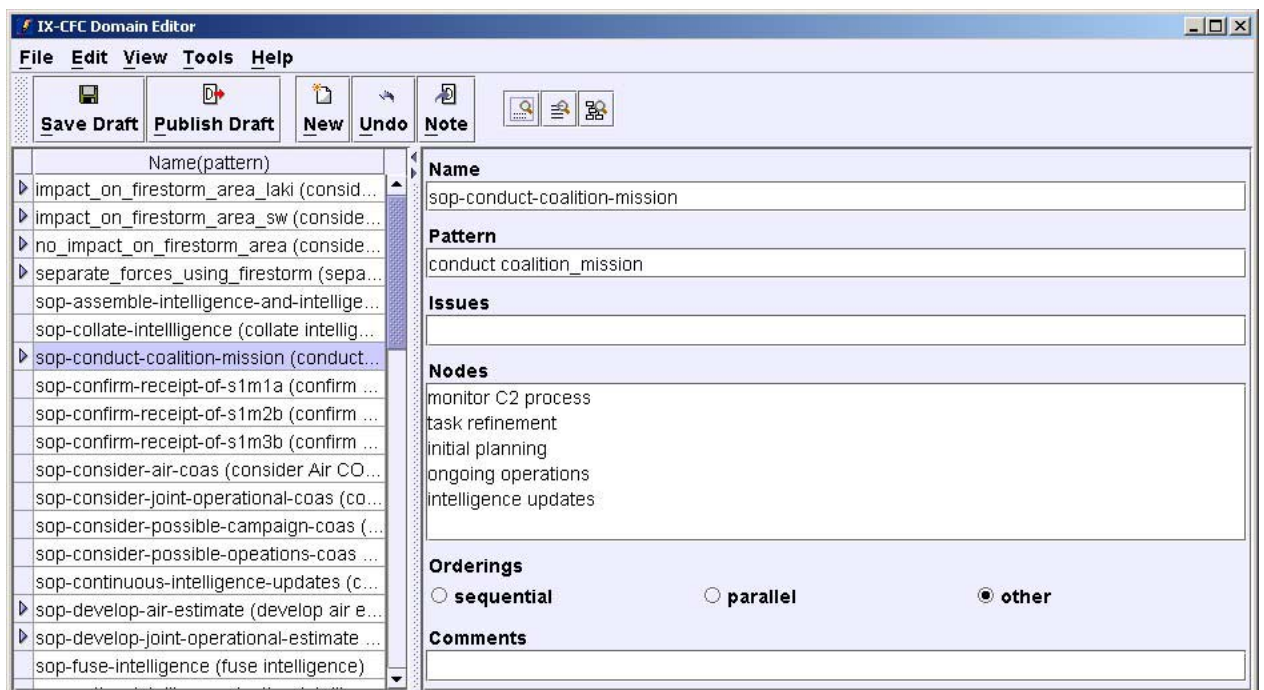 IX-CFC Domain Editor
File Edit View Tools Help
Save Draft Publish Draft New Undo Note
Name(pattern)
impact_on_firestorm_area_laki (consid...
impact_on_firestorm_area_sw (conside...
no_impact_on_firestorm_area (conside...
separate_forces_using_firestorm (sepa...
sop-assemble-intelligence-and-intellige...
sop-collate-intellligence (collate intellig...
sop-conduct-coalition-mission (conduct...
sop-confirm-receipt-of-s1m1a (confirm ...
sop-confirm-receipt-of-s1m2b (confirm ...
sop-confirm-receipt-of-s1m3b (confirm ...
sop-consider-air-coas (consider Air CO...
sop-consider-joint-operational-coas (co...
sop-consider-possible-campaign-coas (...
sop-consider-possible-opeations-coas ...
sop-continuous-intelligence-updates (c...
sop-develop-air-estimate (develop air e...
sop-develop-joint-operational-estimate ...
sop-fuse-intelligence (fuse intelligence)
Name
sop-conduct-coalition-mission
Pattern
conduct coalition_mission
Issues
Nodes
monitor C2 process
task refinement
initial planning
ongoing operations
intelligence updates
Orderings
sequential parallel other
Comments